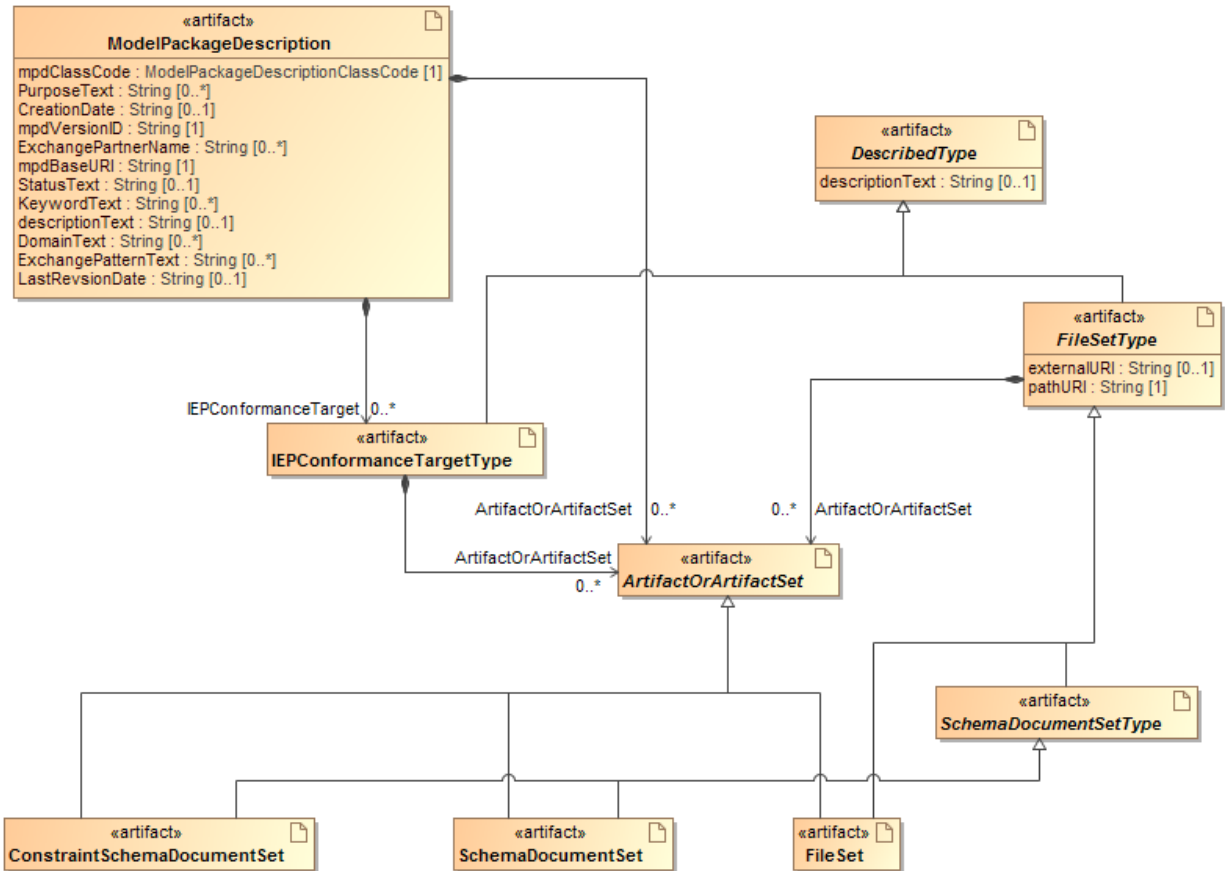 «artifact»
ModelPackageDescription
mpdClassCode : ModelPackageDescriptionClassCode [1]
PurposeText : String [0..*]
CreationDate : String [0..1]
mpdVersionID : String [1]
ExchangePartnerName : String [0..*]
mpdBaseURI : String [1]
StatusText : String [0..1]
KeywordText : String [0..*]
descriptionText : String [0..1]
DomainText : String [0..*]
ExchangePatternText : String [0..*]
LastRevsionDate : String [0..1]
«artifact»
DescribedType
descriptionText : String [0..1]
«artifact»
FileSetType
externalURI : String [0..1]
pathURI : String [1]
IEPConformanceTarget 0..*
«artifact»
IEPConformanceTargetType
ArtifactOrArtifactSet 0..*
0..* ArtifactOrArtifactSet
ArtifactOrArtifactSet
0..*
«artifact»
ArtifactOrArtifactSet
«artifact»
SchemaDocumentSetType
«artifact»
ConstraintSchemaDocumentSet
«artifact»
SchemaDocumentSet
«artifact»
FileSet